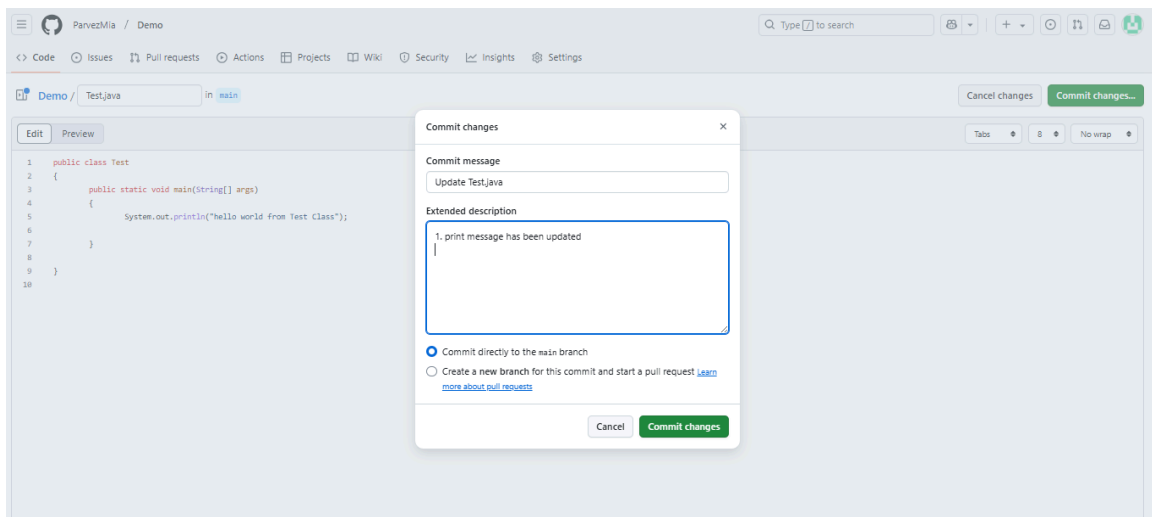 ParvezMia / Demo
Type / to search
<> Code Issues Pull requests Actions Projects Wiki Security Insights Settings
Demo / Test.java in main
Cancel changes Commit changes...
Edit Preview
Tabs 8 No wrap
1 public class Test
2 {
3 public static void main(String[] args)
4 {
5 System.out.println("hello world from Test Class");
6
7 }
8
9 }
10
Commit changes
Commit message
Update Test.java
Extended description
1. print message has been updated
Commit directly to the main branch
Create a new branch for this commit and start a pull request Learn
more about pull requests
Cancel Commit changes